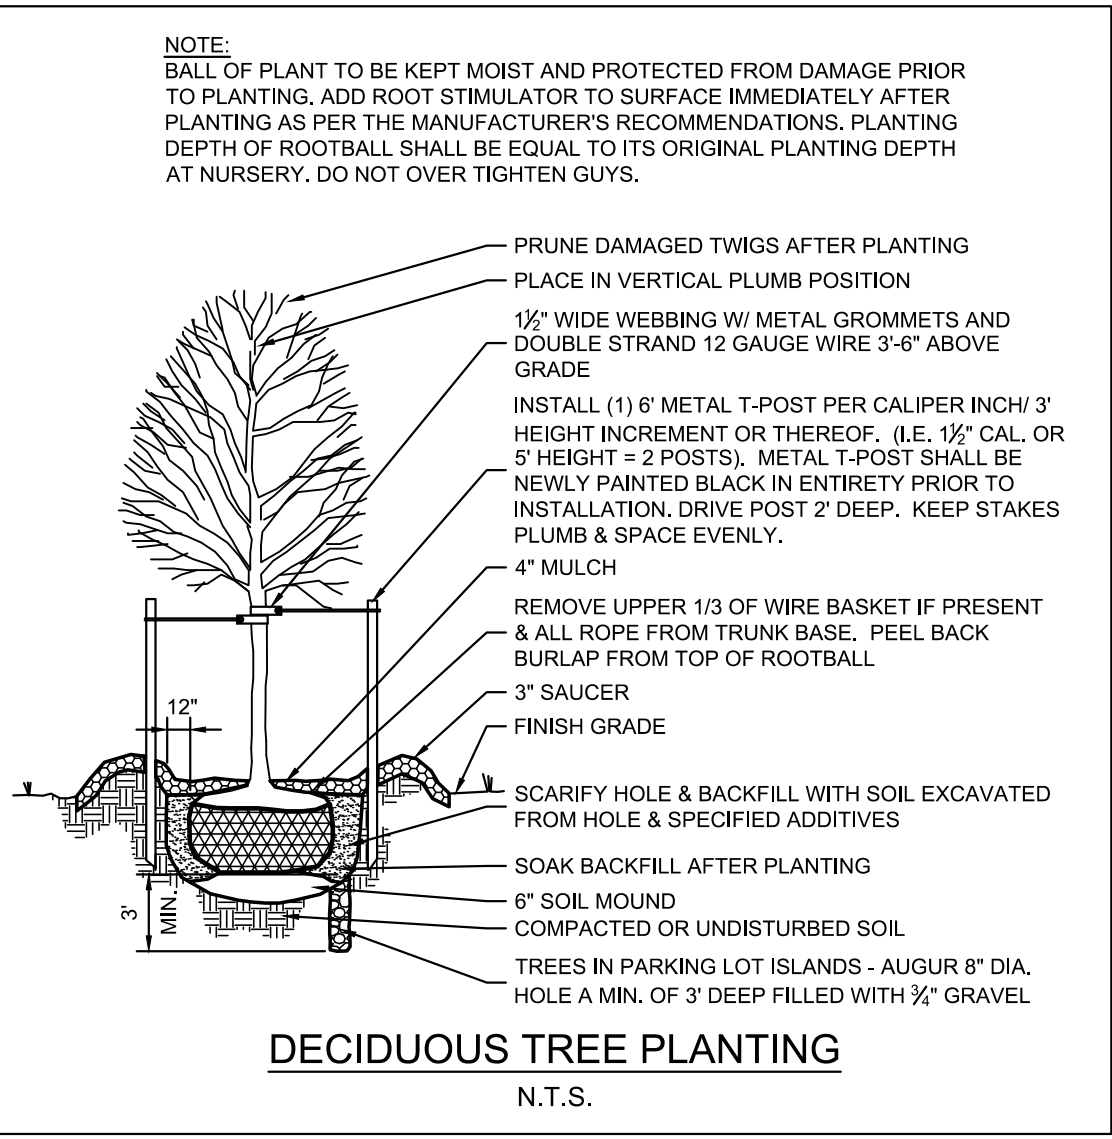 NOTE:
BALL OF PLANT TO BE KEPT MOIST AND PROTECTED FROM DAMAGE PRIOR
TO PLANTING. ADD ROOT STIMULATOR TO SURFACE IMMEDIATELY AFTER
PLANTING AS PER THE MANUFACTURER'S RECOMMENDATIONS. PLANTING
DEPTH OF ROOTBALL SHALL BE EQUAL TO ITS ORIGINAL PLANTING DEPTH
AT NURSERY. DO NOT OVER TIGHTEN GUYS.
PRUNE DAMAGED TWIGS AFTER PLANTING
PLACE IN VERTICAL PLUMB POSITION
1½" WIDE WEBBING W/ METAL GROMMETS AND
DOUBLE STRAND 12 GAUGE WIRE 3'-6" ABOVE
GRADE
INSTALL (1) 6' METAL T-POST PER CALIPER INCH/ 3'
HEIGHT INCREMENT OR THEREOF. (I.E. 1½" CAL. OR
5' HEIGHT = 2 POSTS). METAL T-POST SHALL BE
NEWLY PAINTED BLACK IN ENTIRETY PRIOR TO
INSTALLATION. DRIVE POST 2' DEEP. KEEP STAKES
PLUMB & SPACE EVENLY.
4" MULCH
REMOVE UPPER 1/3 OF WIRE BASKET IF PRESENT
& ALL ROPE FROM TRUNK BASE. PEEL BACK
BURLAP FROM TOP OF ROOTBALL
3" SAUCER
FINISH GRADE
SCARIFY HOLE & BACKFILL WITH SOIL EXCAVATED
FROM HOLE & SPECIFIED ADDITIVES
SOAK BACKFILL AFTER PLANTING
6" SOIL MOUND
COMPACTED OR UNDISTURBED SOIL
TREES IN PARKING LOT ISLANDS - AUGUR 8" DIA.
HOLE A MIN. OF 3' DEEP FILLED WITH ¾" GRAVEL
12"
3'
MIN.
DECIDUOUS TREE PLANTING
N.T.S.